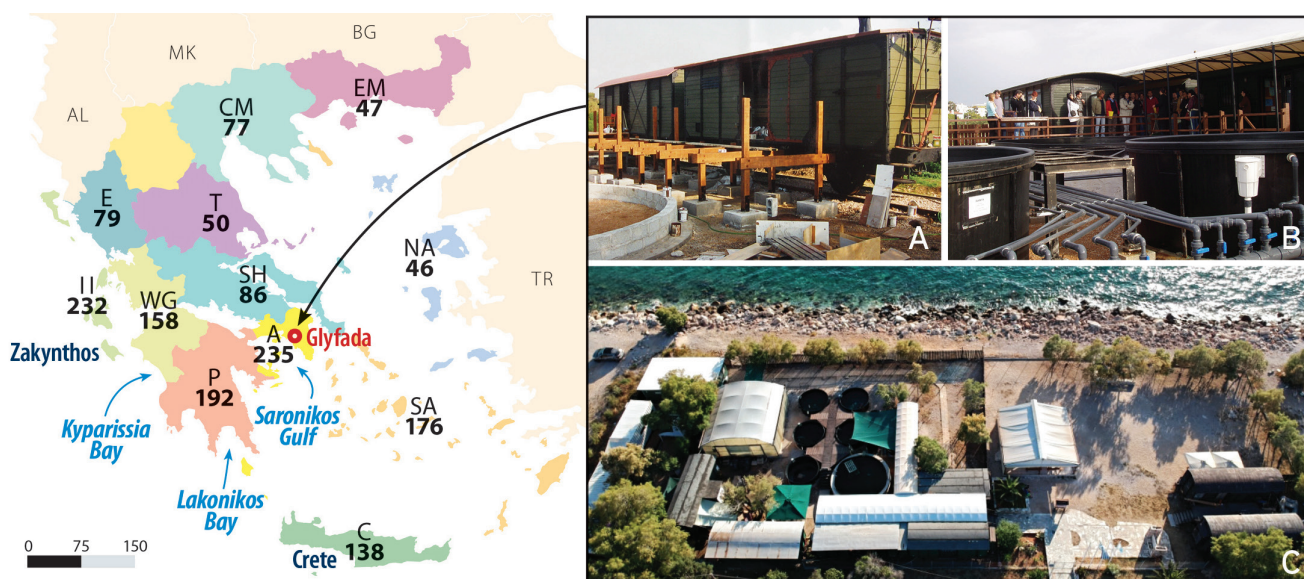 BG
MK
EM
47
CM
77
AL
E
79
T
50
NA
46
TR
SH
86
II
232
WG
158
A
235
Glyfada
Zakynthos
P
192
Kyparissia
Bay
Saronikos
Gulf
SA
176
Lakonikos
Bay
C
138
Crete
0 75 150
A
B
C